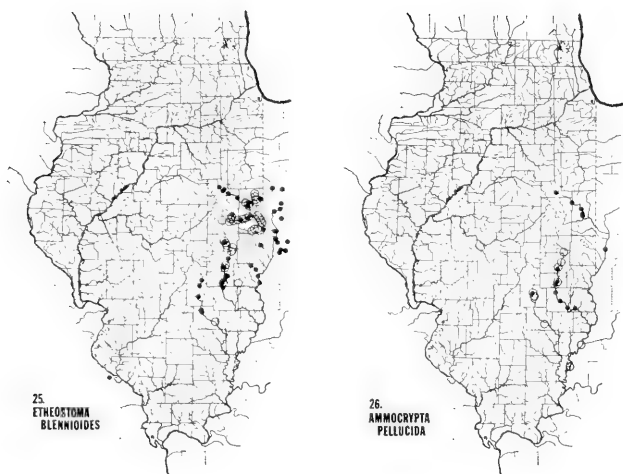 25.
ETHEOSTOMA
BLENNIOIDES
26.
AMMOCRYPTA
PELLUCIDA